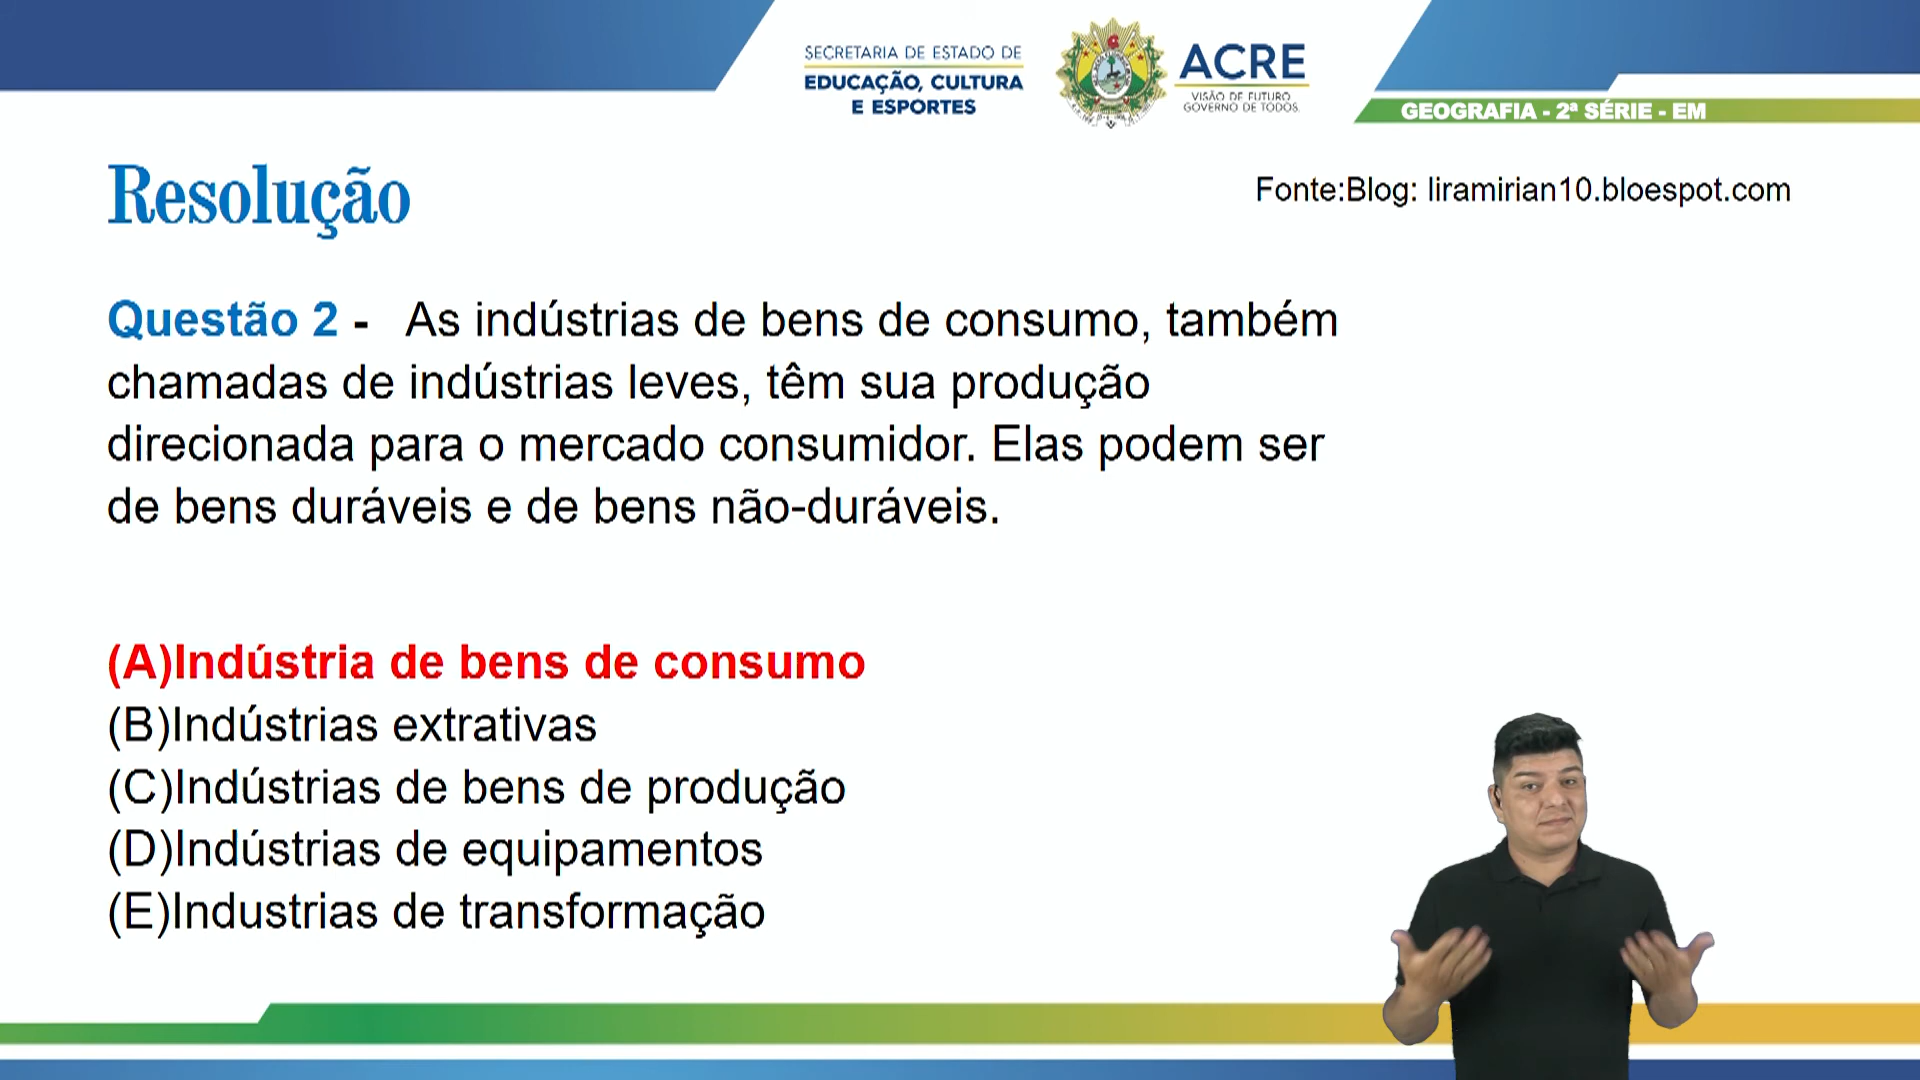 SECRETARIA DE ESTADO DE
EDUCAÇÃO, CULTURA
E ESPORTES
ACRE
VISÃO DE FUTURO
GOVERNO DE TODOS.
GEOGRAFIA - 2ª SÉRIE - EM
Resolução
Fonte:Blog: liramirian10.bloespot.com
Questão 2 - As indústrias de bens de consumo, também
chamadas de indústrias leves, têm sua produção
direcionada para o mercado consumidor. Elas podem ser
de bens duráveis e de bens não-duráveis.
(A)Indústria de bens de consumo
(B)Indústrias extrativas
(C)Indústrias de bens de produção
(D)Indústrias de equipamentos
(E)Industrias de transformação